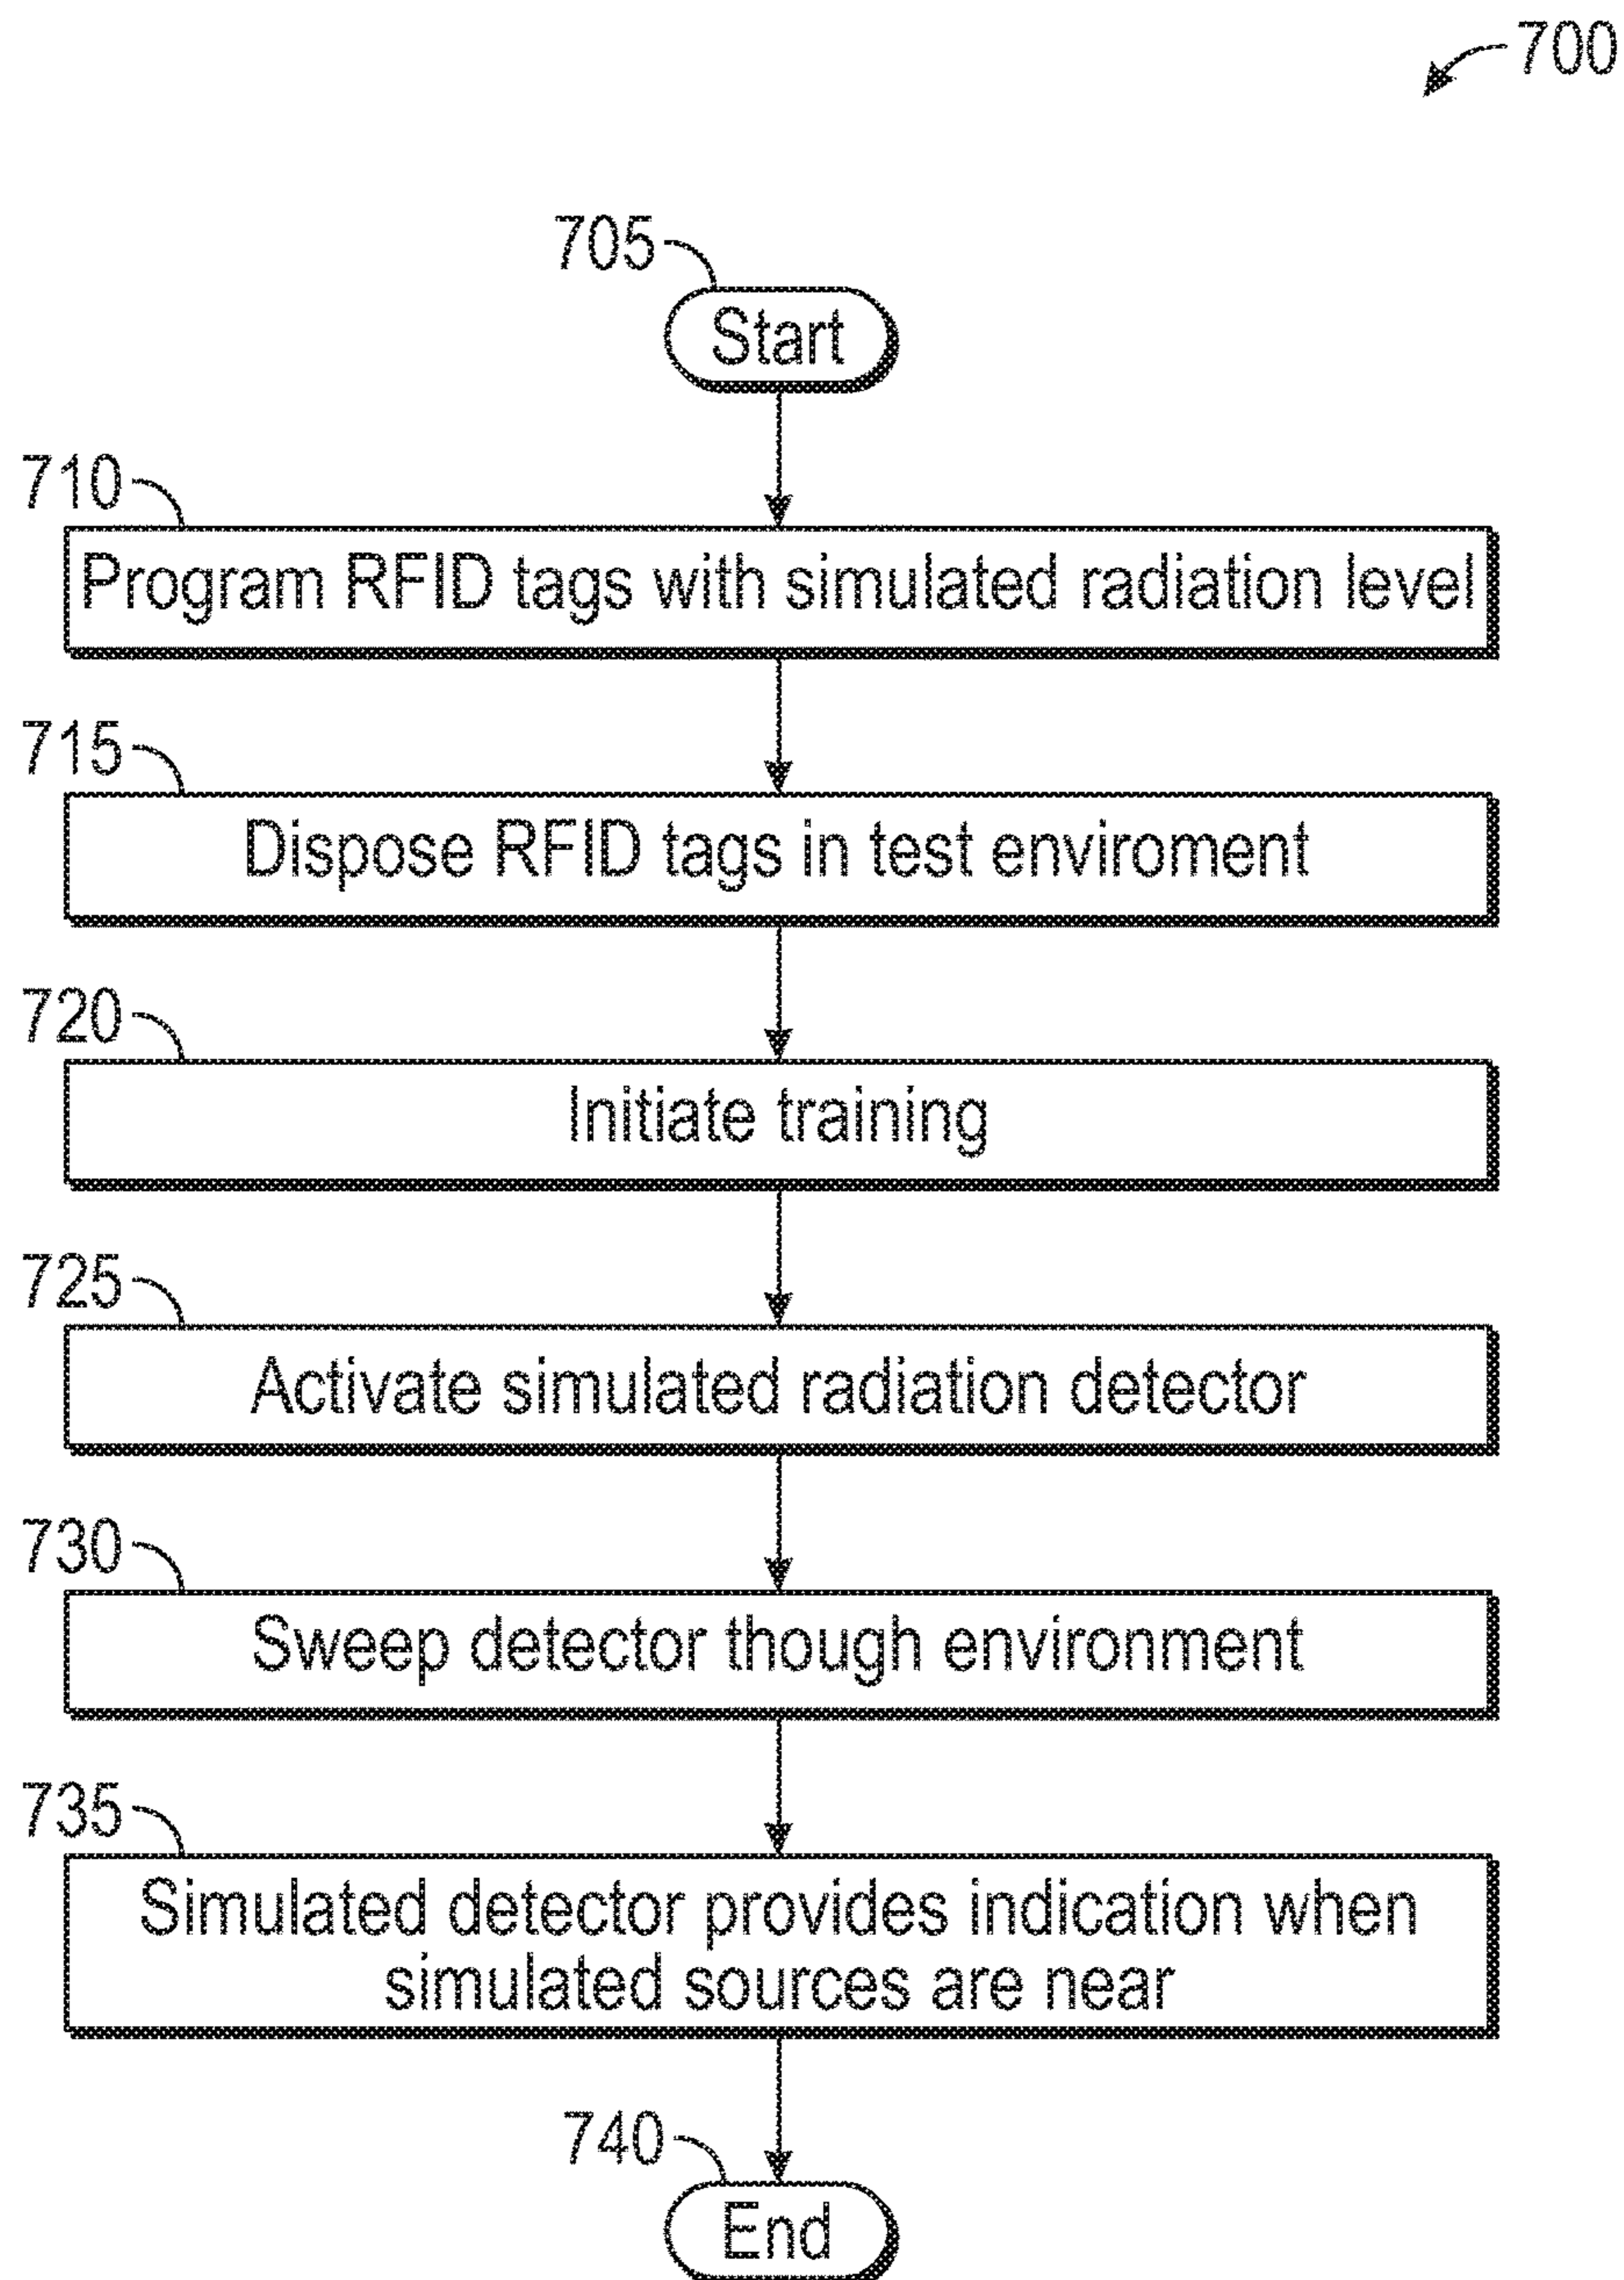 700
705
Start
710
Program RFID tags with simulated radiation level
715
Dispose RFID tags in test enviroment
720
Initiate training
725
Activate simulated radiation detector
730
Sweep detector though environment
735
Simulated detector provides indication when
simulated sources are near
740
End